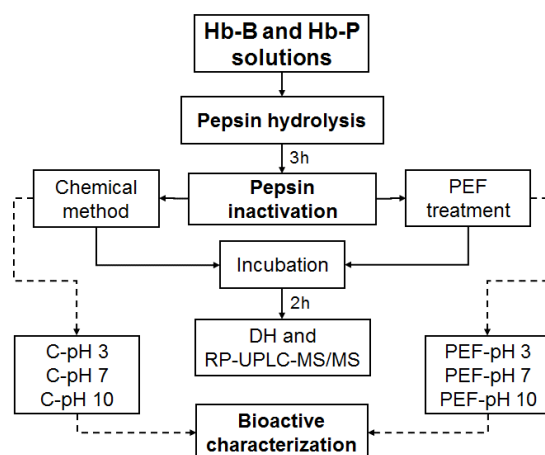 Hb-B and Hb-P
solutions
Pepsin hydrolysis
3h
Chemical
method
Pepsin
inactivation
PEF
treatment
Incubation
2h
DH and
RP-UPLC-MS/MS
C-pH 3
C-pH 7
C-pH 10
PEF-pH 3
PEF-pH 7
PEF-pH 10
Bioactive
characterization